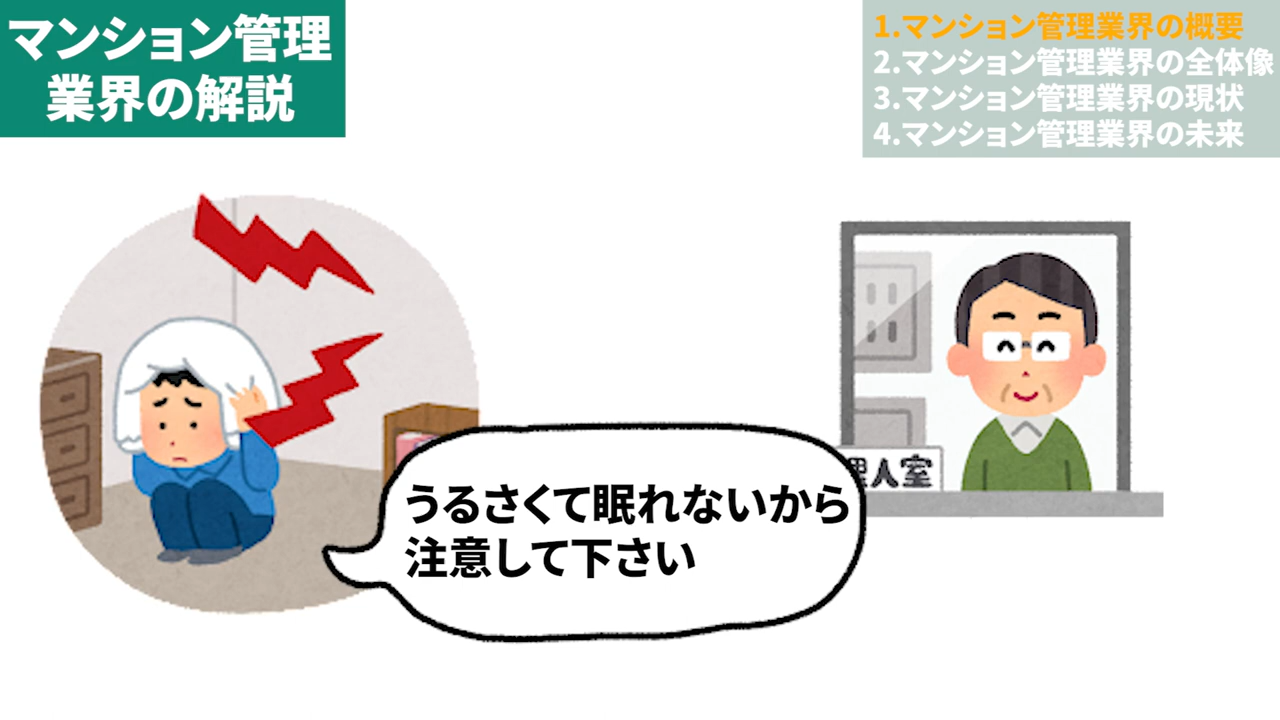 マンション管理
業界の解説
1.マンション管理業界の概要
2.マンション管理業界の全体像
3.マンション管理業界の現状
4.マンション管理業界の未来
理人室
うるさくて眠れないから
注意して下さい